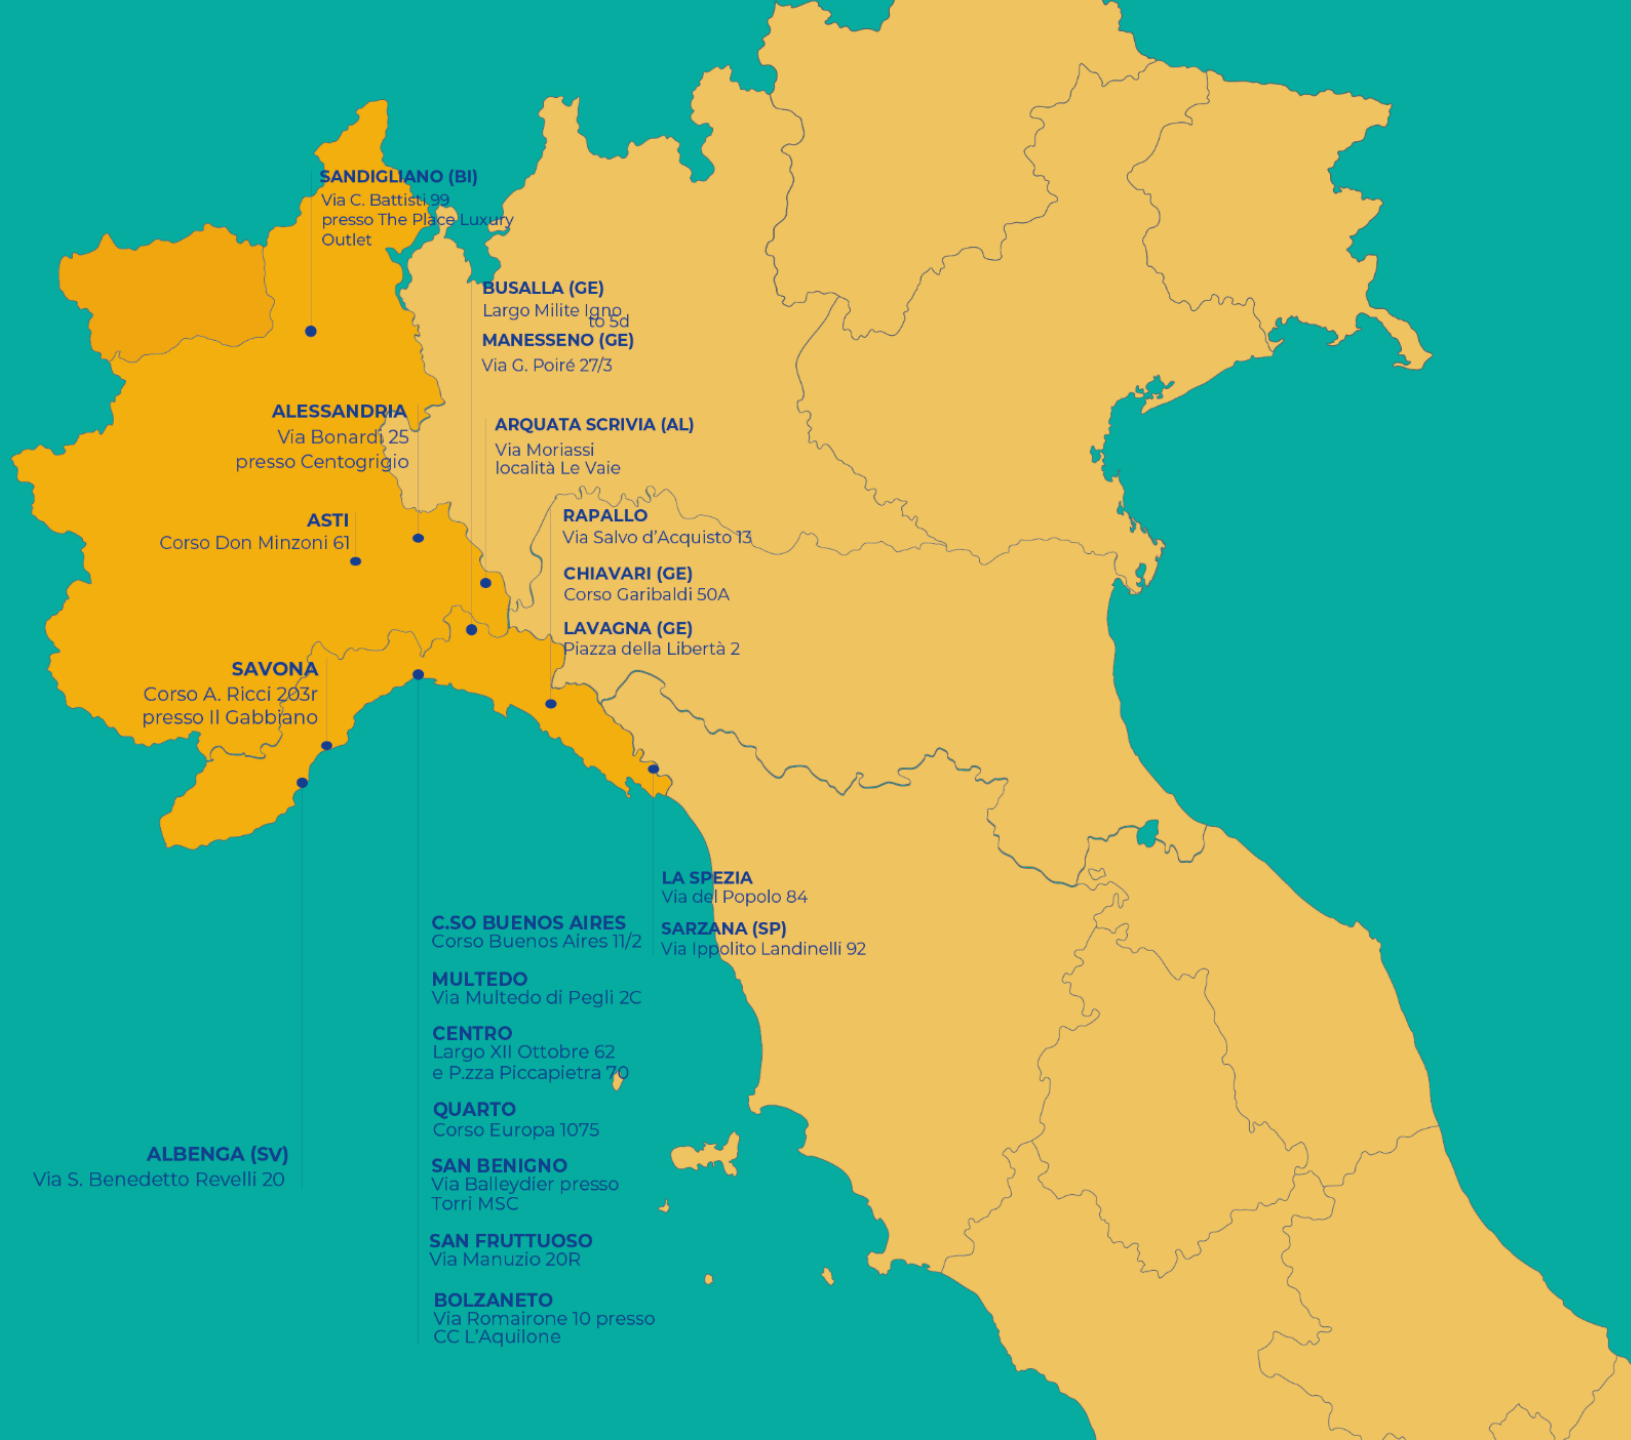 SANDIGLIANO (BI)
Via C. Battisti 99
presso The Place Luxury
Outlet
BUSALLA (GE)
Largo Milite Igno
to 5d
MANESSENO (GE)
Via G. Poiré 27/3
ALESSANDRIA
Via Bonardi 25
presso Centogrigio
ARQUATA SCRIVIA (AL)
Via Moriassi
località Le Vaie
ASTI
Corso Don Minzoni 61
RAPALLO
Via Salvo d'Acquisto 13
CHIAVARI (GE)
Corso Garibaldi 50A
LAVAGNA (GE)
Piazza della Libertà 2
SAVONA
Corso A. Ricci 203r
presso Il Gabbiano
LA SPEZIA
Via del Popolo 84
SARZANA (SP)
Via Ippolito Landinelli 92
C.SO BUENOS AIRES
Corso Buenos Aires 11/2
MULTEDO
Via Multedo di Pegli 2C
CENTRO
Largo XII Ottobre 62
e P.zza Piccapietra 70
QUARTO
Corso Europa 1075
ALBENGA (SV)
Via S. Benedetto Revelli 20
SAN BENIGNO
Via Balleydier presso
Torri MSC
SAN FRUTTUOSO
Via Manuzio 20R
BOLZANETO
Via Romairone 10 presso
CC L'Aquilone